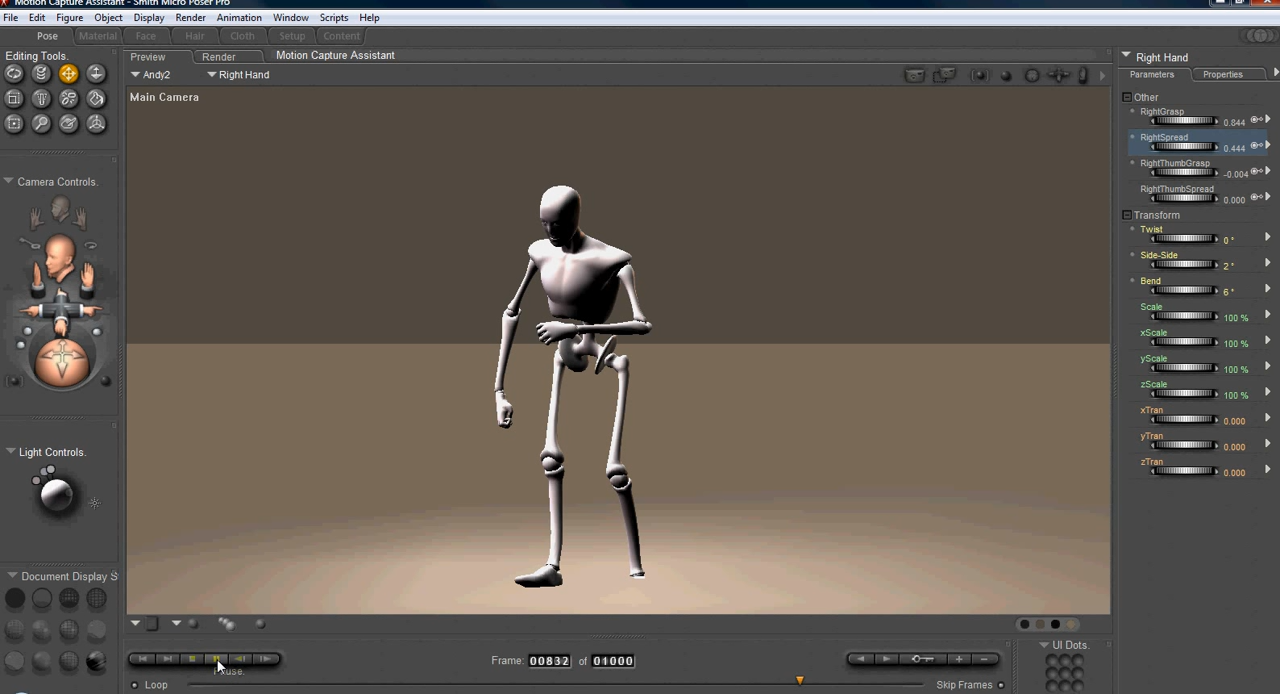 Motion Capture Assistant - Smith Micro Poser Pro
File Edit Figure Object Display Render Animation Window Scripts Help
Pose Material Face Hair Cloth Setup Content
Editing Tools.
Preview Render Motion Capture Assistant
Andy2 Right Hand
Main Camera
Camera Controls.
Light Controls.
Document Display S
Right Hand
Parameters Properties
Other
RightGrasp
0.844
RightSpread
0.444
RightThumbGrasp
-0.004
RightThumbSpread
0.000
Transform
Twist
0 °
Side-Side
2 °
Bend
6 °
Scale
100 %
xScale
100 %
yScale
100 %
zScale
100 %
xTran
0.000
yTran
0.000
zTran
0.000
Frame: 00832 of 01000
Pause.
Loop
Skip Frames
UI Dots.